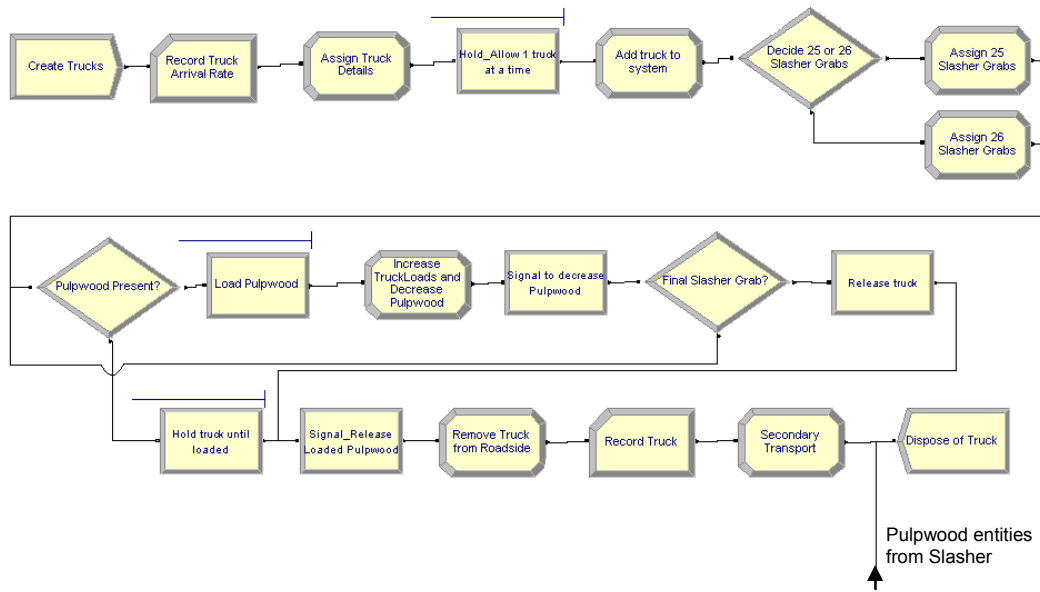 Create Trucks
Record Truck
Arrival Rate
Assign Truck
Details
Hold_Allow 1 truck
at a time
Add truck to
system
Decide 25 or 26
Slasher Grabs
Assign 25
Slasher Grabs
Assign 26
Slasher Grabs
Pulpwood Present?
Load Pulpwood
Increase
TruckLoads and
Decrease
Pulpwood
Signal to decrease
Pulpwood
Final Slasher Grab?
Release truck
Hold truck until
loaded
Signal_Release
Loaded Pulpwood
Remove Truck
from Roadside
Record Truck
Secondary
Transport
Dispose of Truck
Pulpwood entities
from Slasher